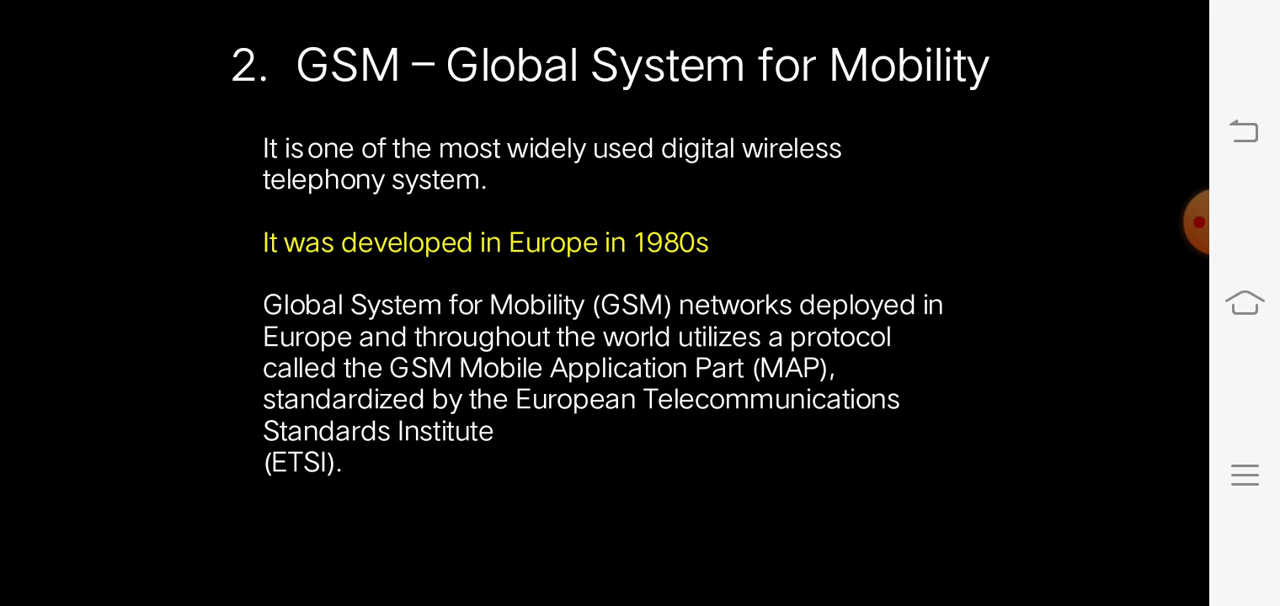 2. GSM – Global System for Mobility
It is one of the most widely used digital wireless
telephony system.
It was developed in Europe in 1980s
Global System for Mobility (GSM) networks deployed in
Europe and throughout the world utilizes a protocol
called the GSM Mobile Application Part (MAP),
standardized by the European Telecommunications
Standards Institute
(ETSI).